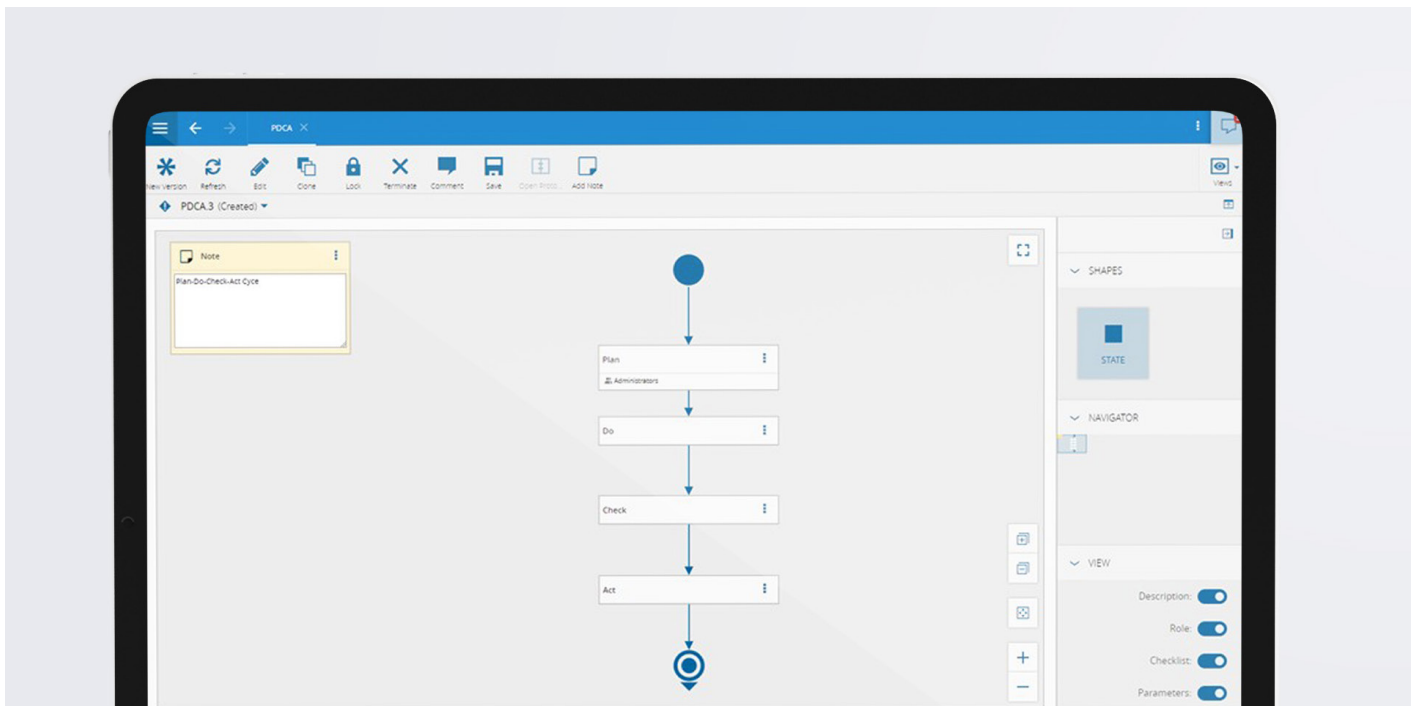 PDCA
New Version Refresh Edit Clone Lock Terminate Comment Save Open Proto... Add Note Views
PDCA.3 (Created)
Note
Plan-Do-Check-Act Cyce
SHAPES
STATE
Plan
Administrators
Do
NAVIGATOR
Check
VIEW
Act
Description:
Role:
Checklist:
Parameters: